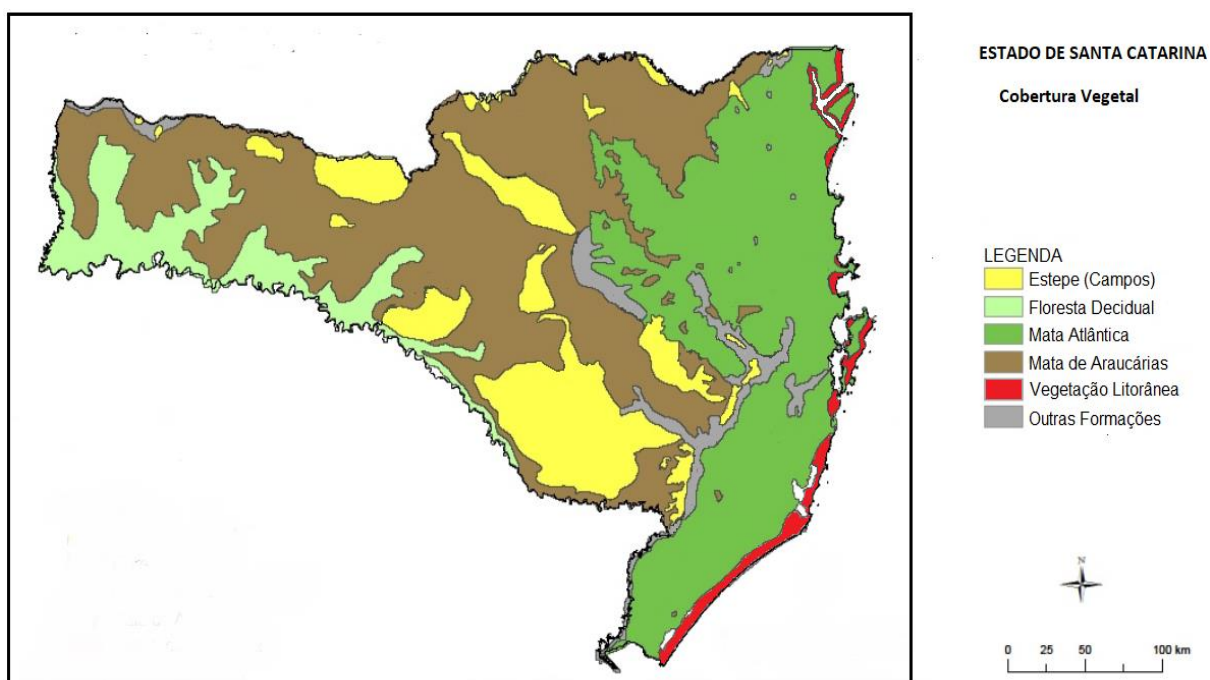 ESTADO DE SANTA CATARINA
Cobertura Vegetal
LEGENDA
Estepe (Campos)
Floresta Decidual
Mata Atlântica
Mata de Araucárias
Vegetação Litorânea
Outras Formações
N
0 25 50 100 km